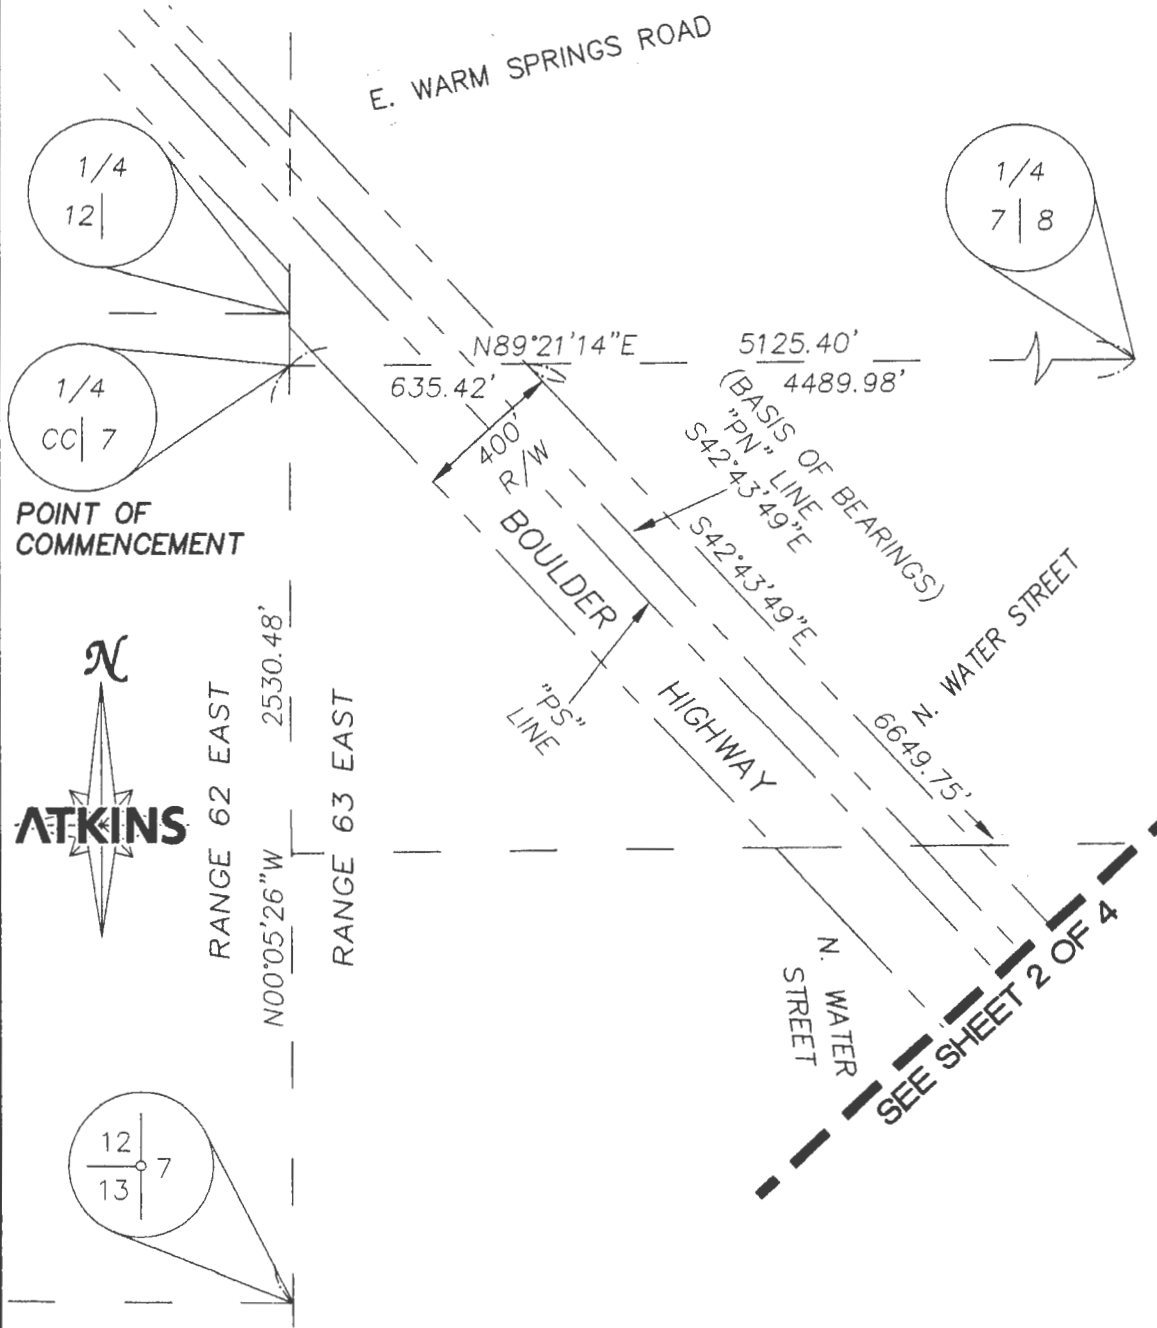 E. WARM SPRINGS ROAD
1/4
12
1/4
7 8
N89°21'14"E
5125.40'
635.42'
4489.98'
1/4
CC 7
POINT OF
COMMENCEMENT
400'
R/W
(BASIS OF BEARINGS)
"PN" LINE
S42°43'49"E
S42°43'49"E
6649.75'
BOULDER
HIGHWAY
"PS"
LINE
N. WATER STREET
N
ATKINS
RANGE 62 EAST
2530.48'
N00°05'26"W
RANGE 63 EAST
N. WATER
STREET
SEE SHEET 2 OF 4
12
7
13